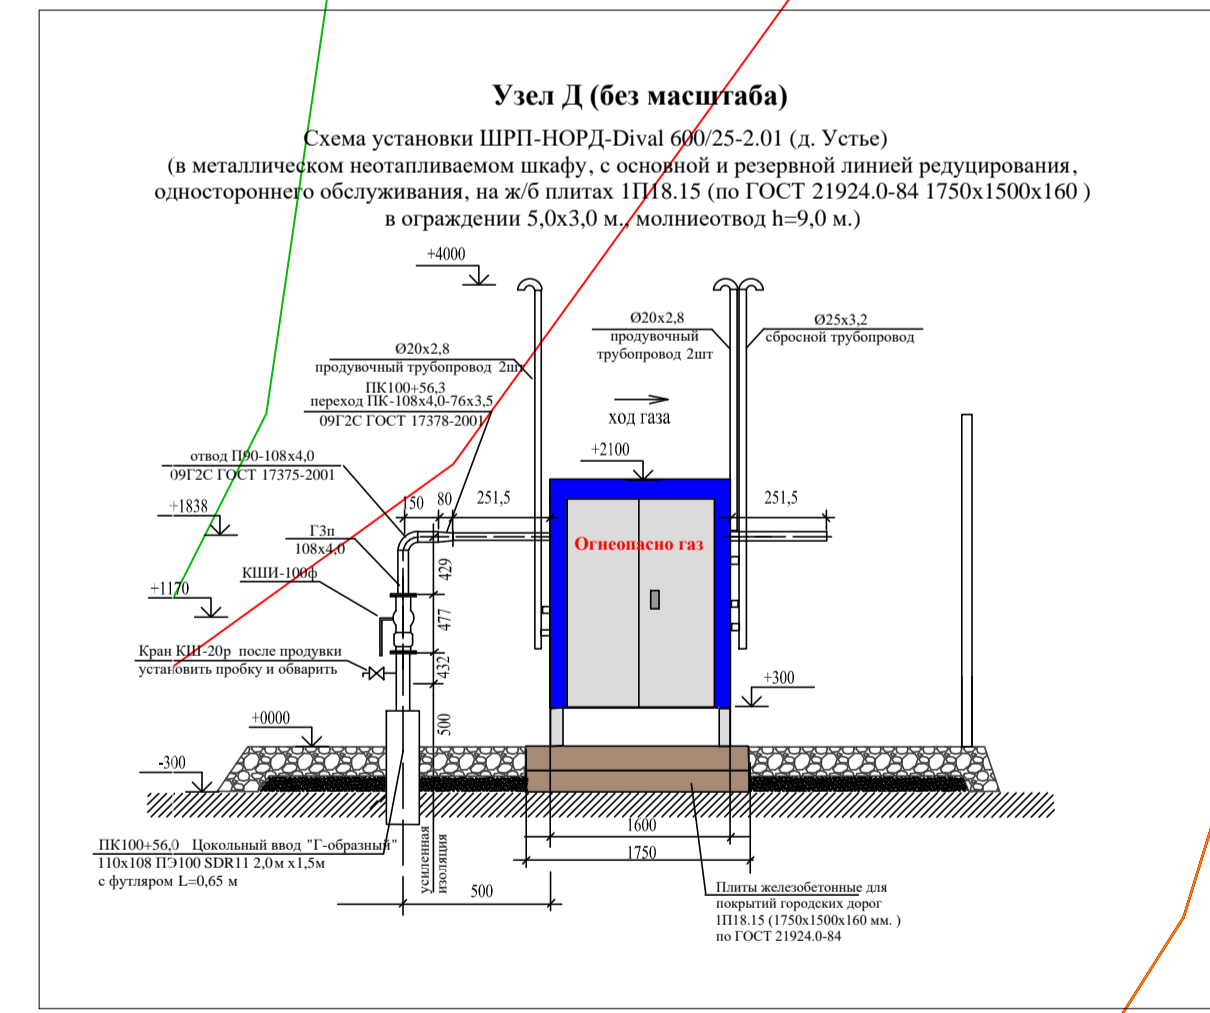 Узел Д (без масштаба)
Схема установки ШРП-НОРД-Dival 600/25-2.01 (д. Устье)
(в металлическом неотапливаемом шкафу, с основной и резервной линией редуцирования,
одностороннего обслуживания, на ж/б плитах 1П18.15 (по ГОСТ 21924.0-84 1750х1500х160 )
в ограждении 5,0х3,0 м., молниеотвод h=9,0 м.)
+4000
Ø20х2,8
продувочный
трубопровод 2шт
Ø25х3,2
сбросной трубопровод
Ø20х2,8
продувочный трубопровод 2шт
ПК100+56,3
переход ПК-108х4,0-76х3,5
09Г2С ГОСТ 17378-2001
ход газа
+2100
отвод П90-108х4,0
09Г2С ГОСТ 17375-2001
150
80
251,5
251,5
+1838
Г3п
108х4,0
Огнеопасно газ
КШИ-100ф
429
+1170
477
Кран КШ-20р после продувки
установить пробку и обварить
432
+300
+0000
500
-300
1600
1750
ПК100+56,0 Цокольный ввод "Г-образный"
110х108 ПЭ100 SDR11 2,0м х1,5м
с футляром L=0,65 м
усиленная
изоляция
500
Плиты железобетонные для
покрытий городских дорог
1П18.15 (1750х1500х160 мм. )
по ГОСТ 21924.0-84